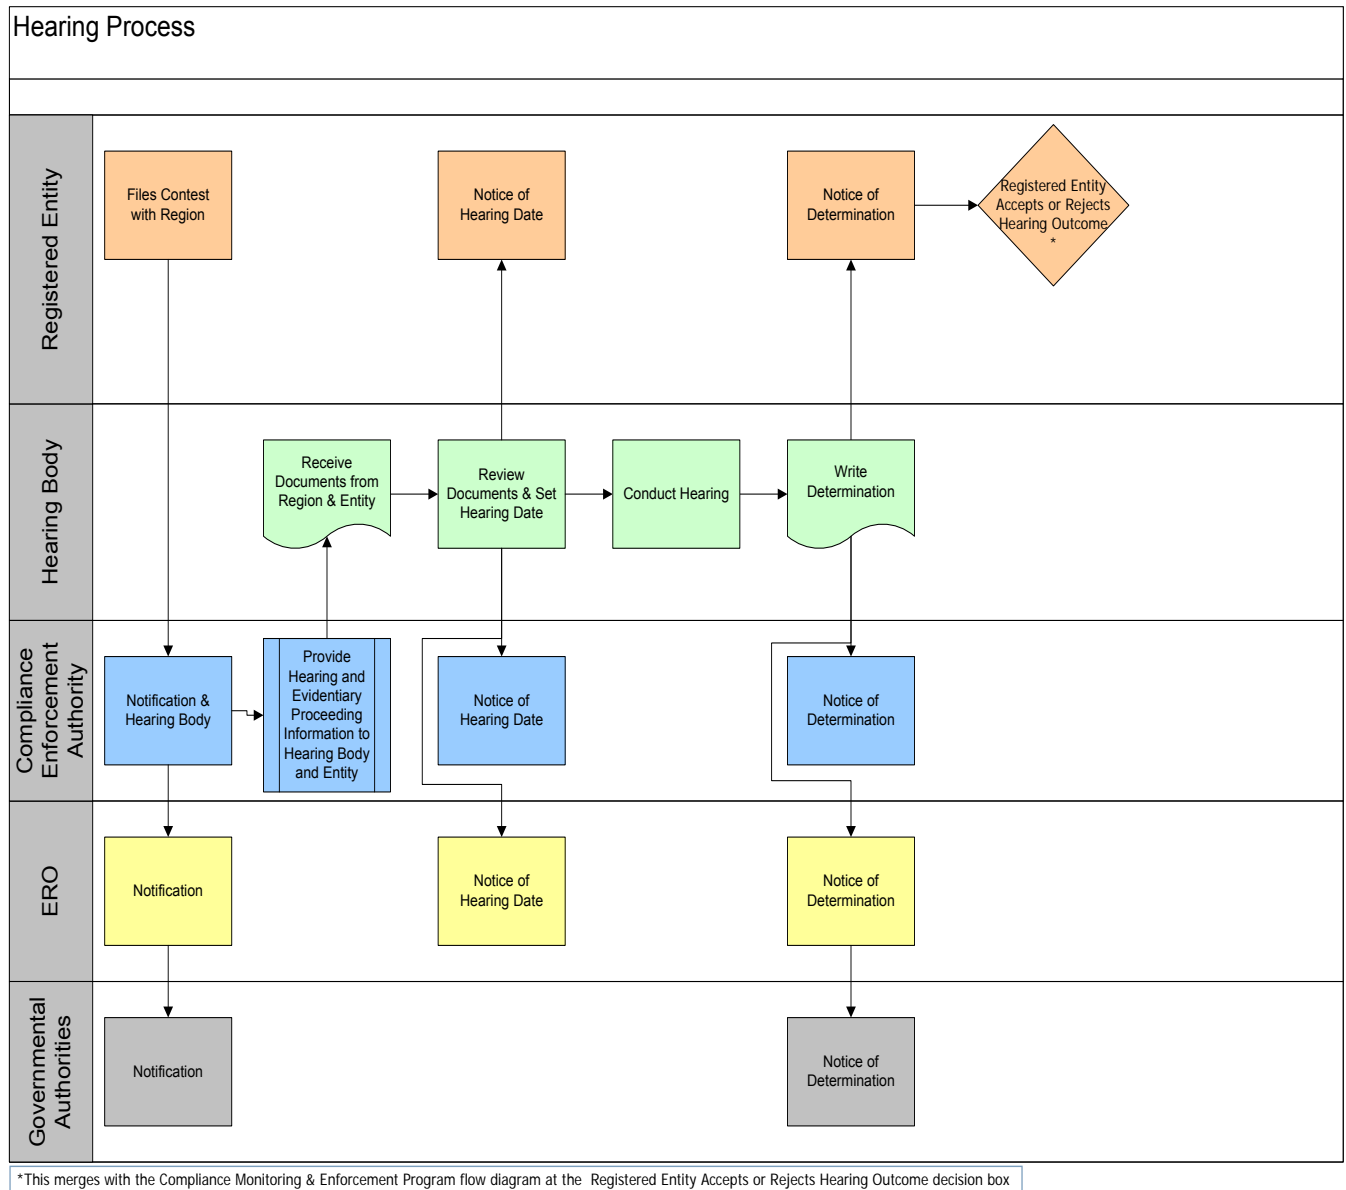 Hearing Process
Registered Entity
Files Contest
with Region
Notice of
Hearing Date
Notice of
Determination
Registered Entity
Accepts or Rejects
Hearing Outcome
*
Hearing Body
Receive
Documents from
Region & Entity
Review
Documents & Set
Hearing Date
Conduct Hearing
Write
Determination
Compliance
Enforcement
Authority
Notification &
Hearing Body
Provide
Hearing and
Evidentiary
Proceeding
Information to
Hearing Body
and Entity
Notice of
Hearing Date
Notice of
Determination
ERO
Notification
Notice of
Hearing Date
Notice of
Determination
Governmental
Authorities
Notification
Notice of
Determination
*This merges with the Compliance Monitoring & Enforcement Program flow diagram at the Registered Entity Accepts or Rejects Hearing Outcome decision box